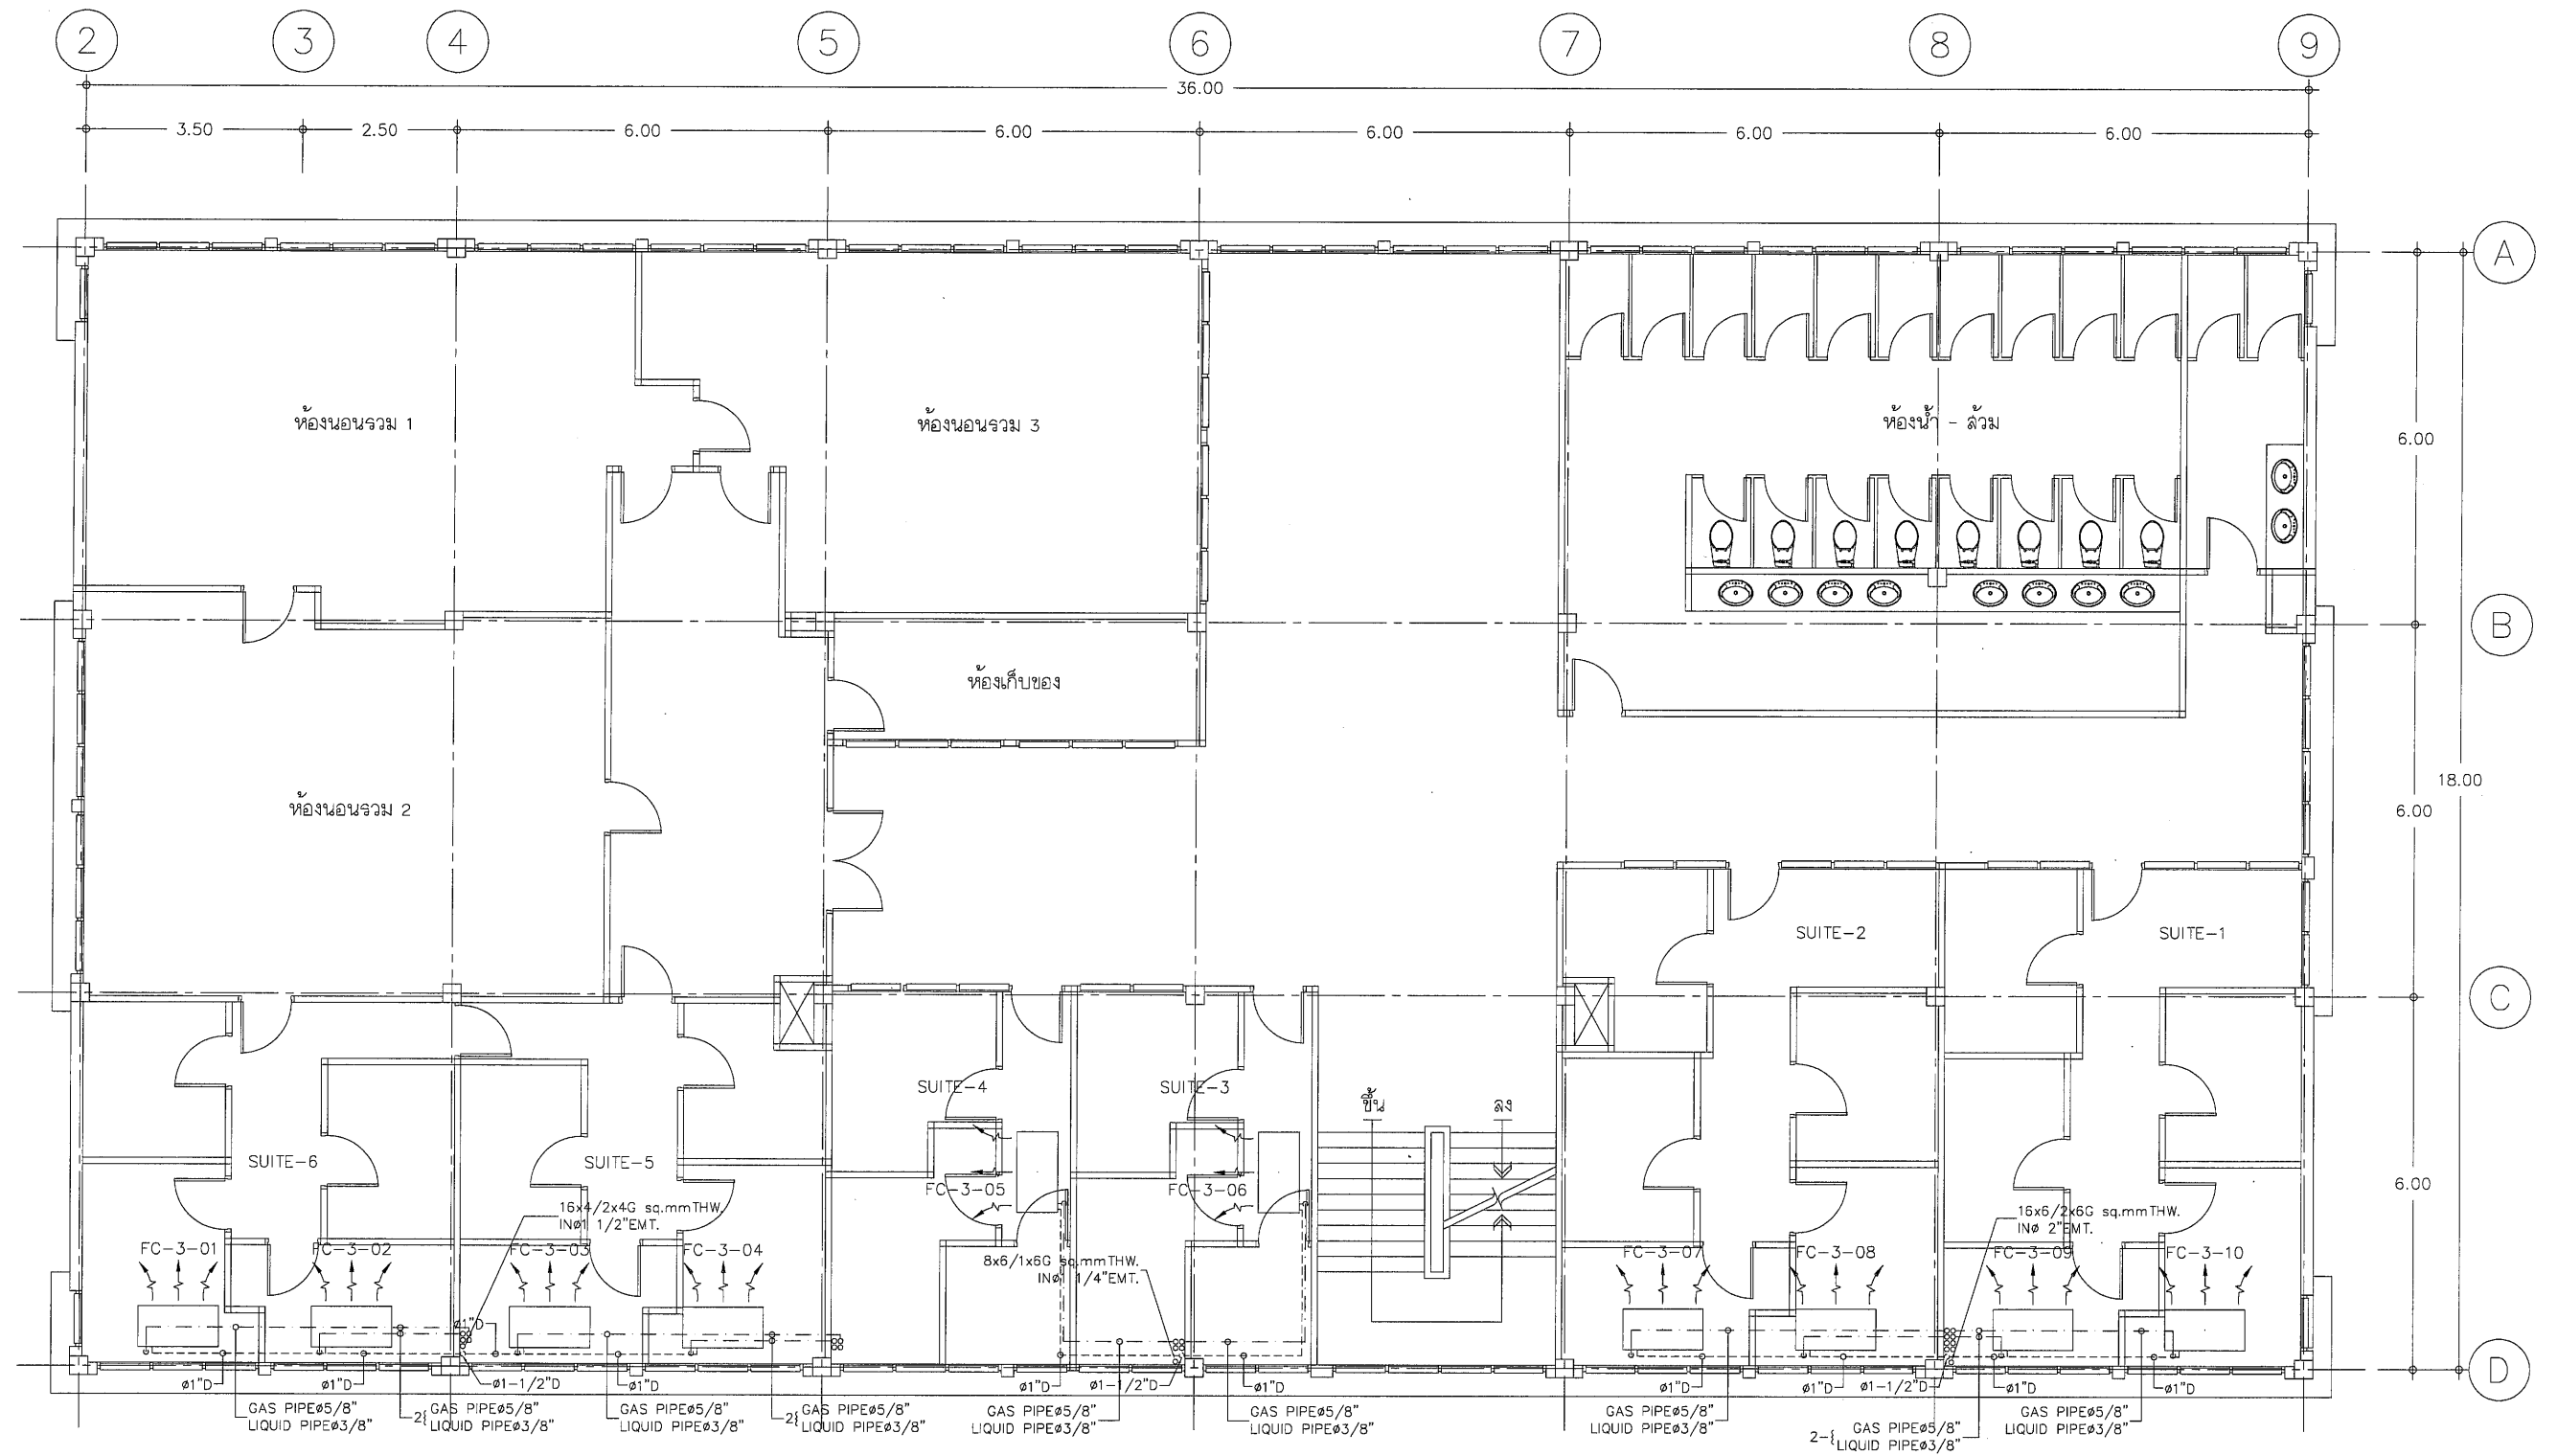 2 3 4 5 6 7 8 9
36.00
3.50 2.50 6.00 6.00 6.00 6.00 6.00
A
ห้องนอนรวม 1
ห้องนอนรวม 3
ห้องน้ำ - ส้วม
6.00
B
ห้องเก็บของ
18.00
ห้องนอนรวม 2
6.00
SUITE-2
SUITE-1
C
SUITE-4
SUITE-3
ขึ้น
ลง
SUITE-6
SUITE-5
FC-3-05
FC-3-06
6.00
16x4/2x4G sq.mmTHW.
INø1 1/2"EMT.
16x6/2x6G sq.mmTHW.
INø 2"EMT.
FC-3-01
FC-3-02
FC-3-03
FC-3-04
8x6/1x6G sq.mmTHW.
INø1 1/4"EMT.
FC-3-07
FC-3-08
FC-3-09
FC-3-10
ø1"D
D
ø1"D
ø1"D
ø1-1/2"D
ø1"D
ø1"D
ø1-1/2"D
ø1"D
ø1"D
ø1"D
ø1-1/2"D
ø1"D
ø1"D
GAS PIPEø5/8"
LIQUID PIPEø3/8"
2{ GAS PIPEø5/8"
LIQUID PIPEø3/8"
GAS PIPEø5/8"
LIQUID PIPEø3/8"
2{ GAS PIPEø5/8"
LIQUID PIPEø3/8"
GAS PIPEø5/8"
LIQUID PIPEø3/8"
GAS PIPEø5/8"
LIQUID PIPEø3/8"
GAS PIPEø5/8"
LIQUID PIPEø3/8"
2-{ GAS PIPEø5/8"
LIQUID PIPEø3/8"
GAS PIPEø5/8"
LIQUID PIPEø3/8"